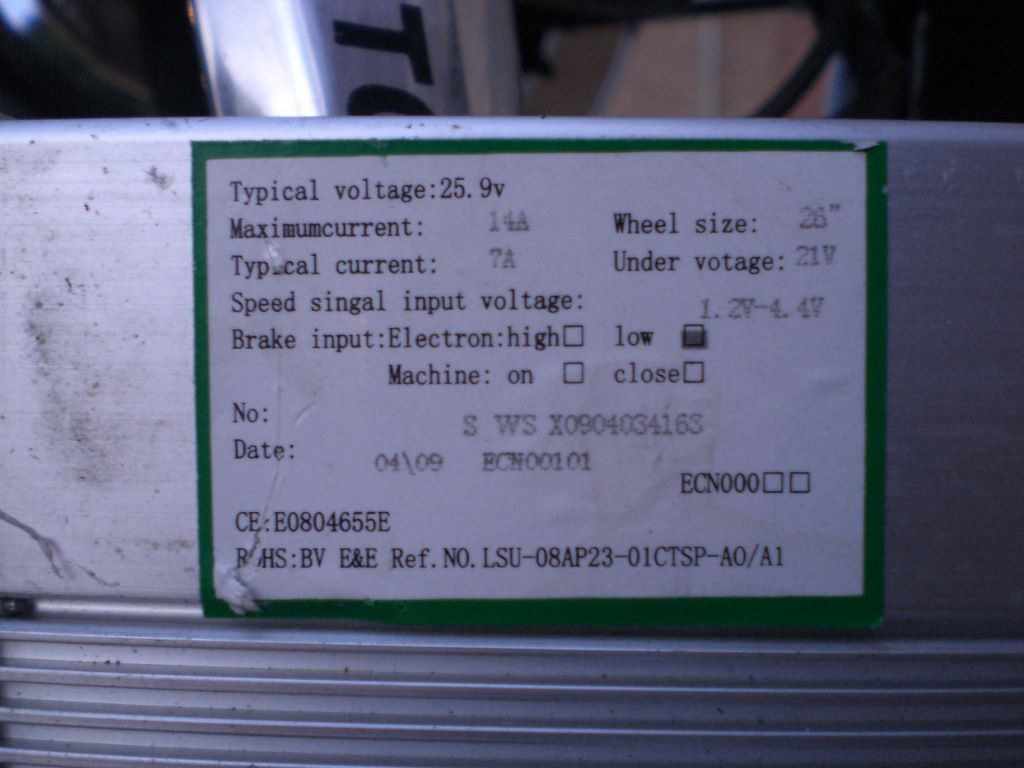 TC
Typical voltage:25.9v
Maximumcurrent: 14A Wheel size: 26"
Typical current: 7A Under votage: 21V
Speed singal input voltage: 1.2V-4.4V
Brake input:Electron:high□ low ■
Machine: on □ close□
No: S WS X0904034163
Date: 04\09 ECN00101
ECN000□□
CE:E0804655E
ROHS:BV E&E Ref.NO.LSU-08AP23-01CTSP-A0/A1